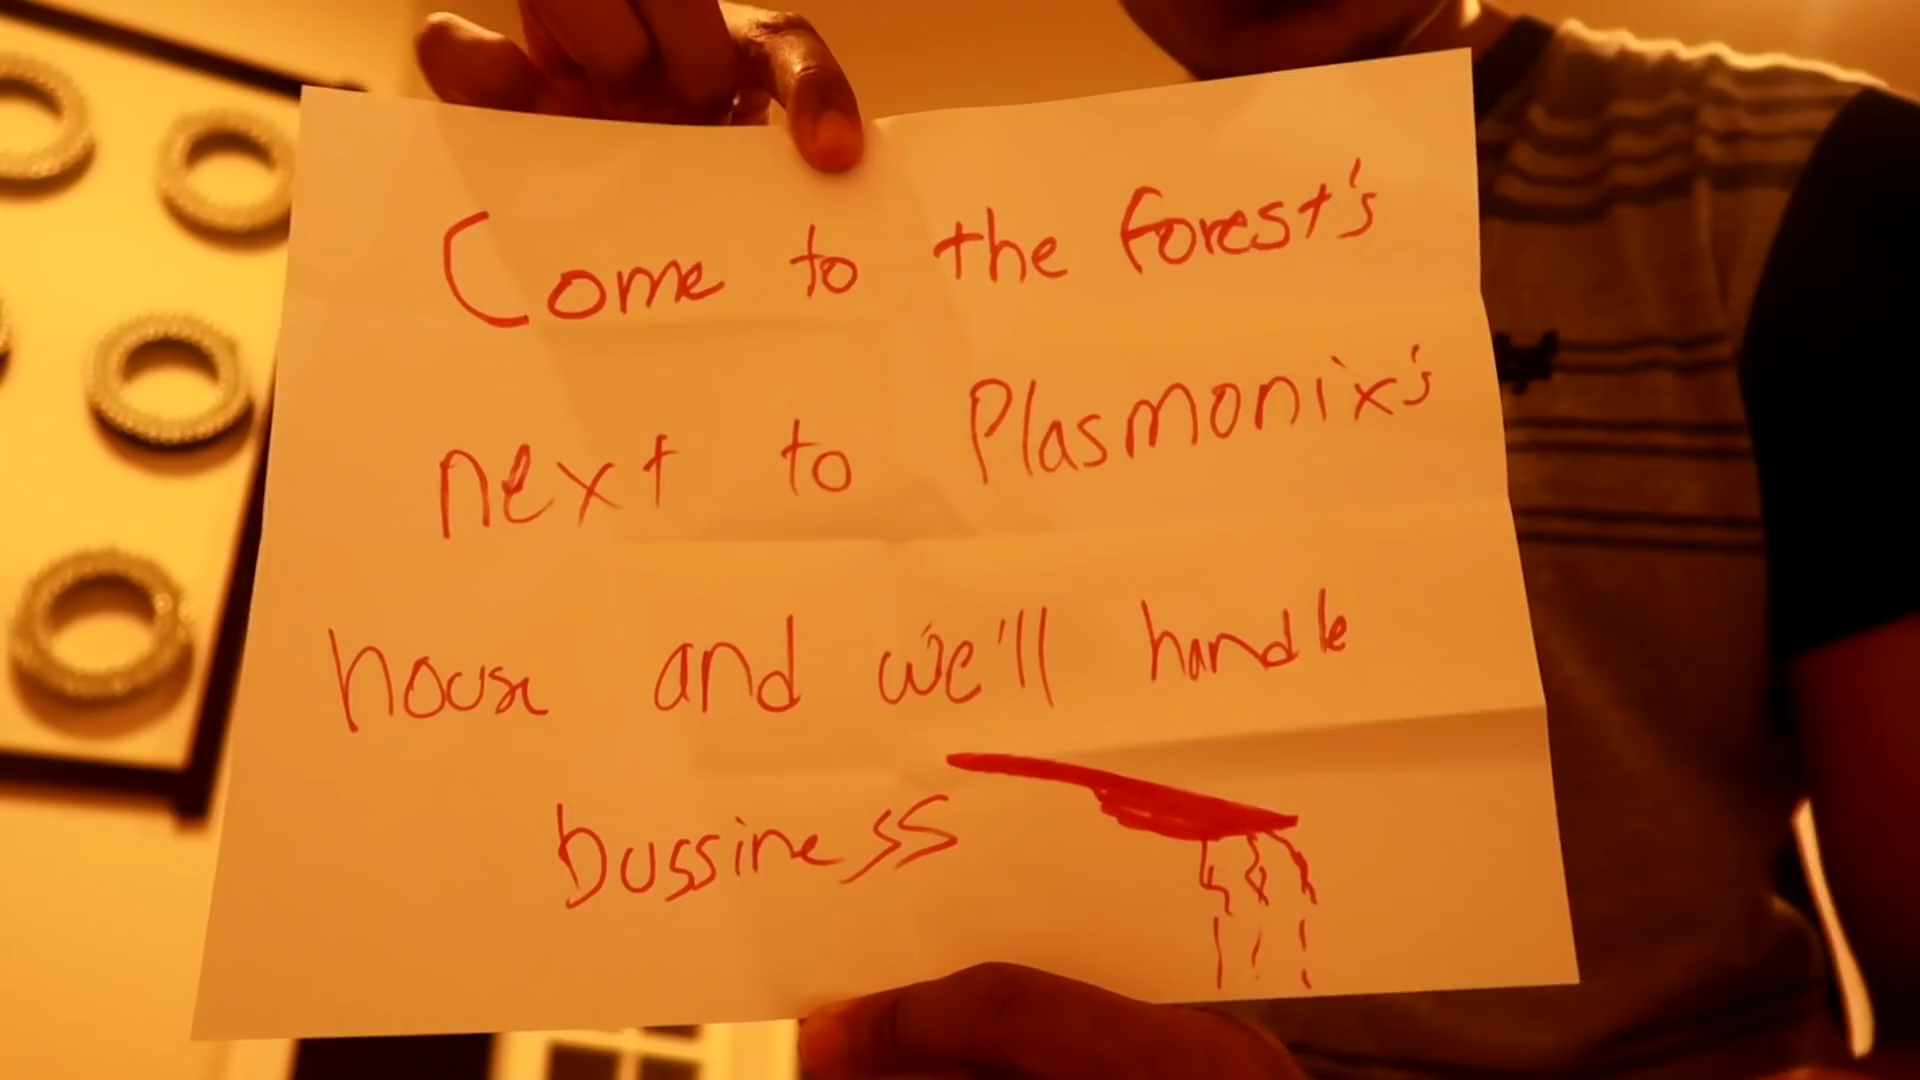 Come to the forest's
next to Plasmonix's
house and we'll handle
bussiness